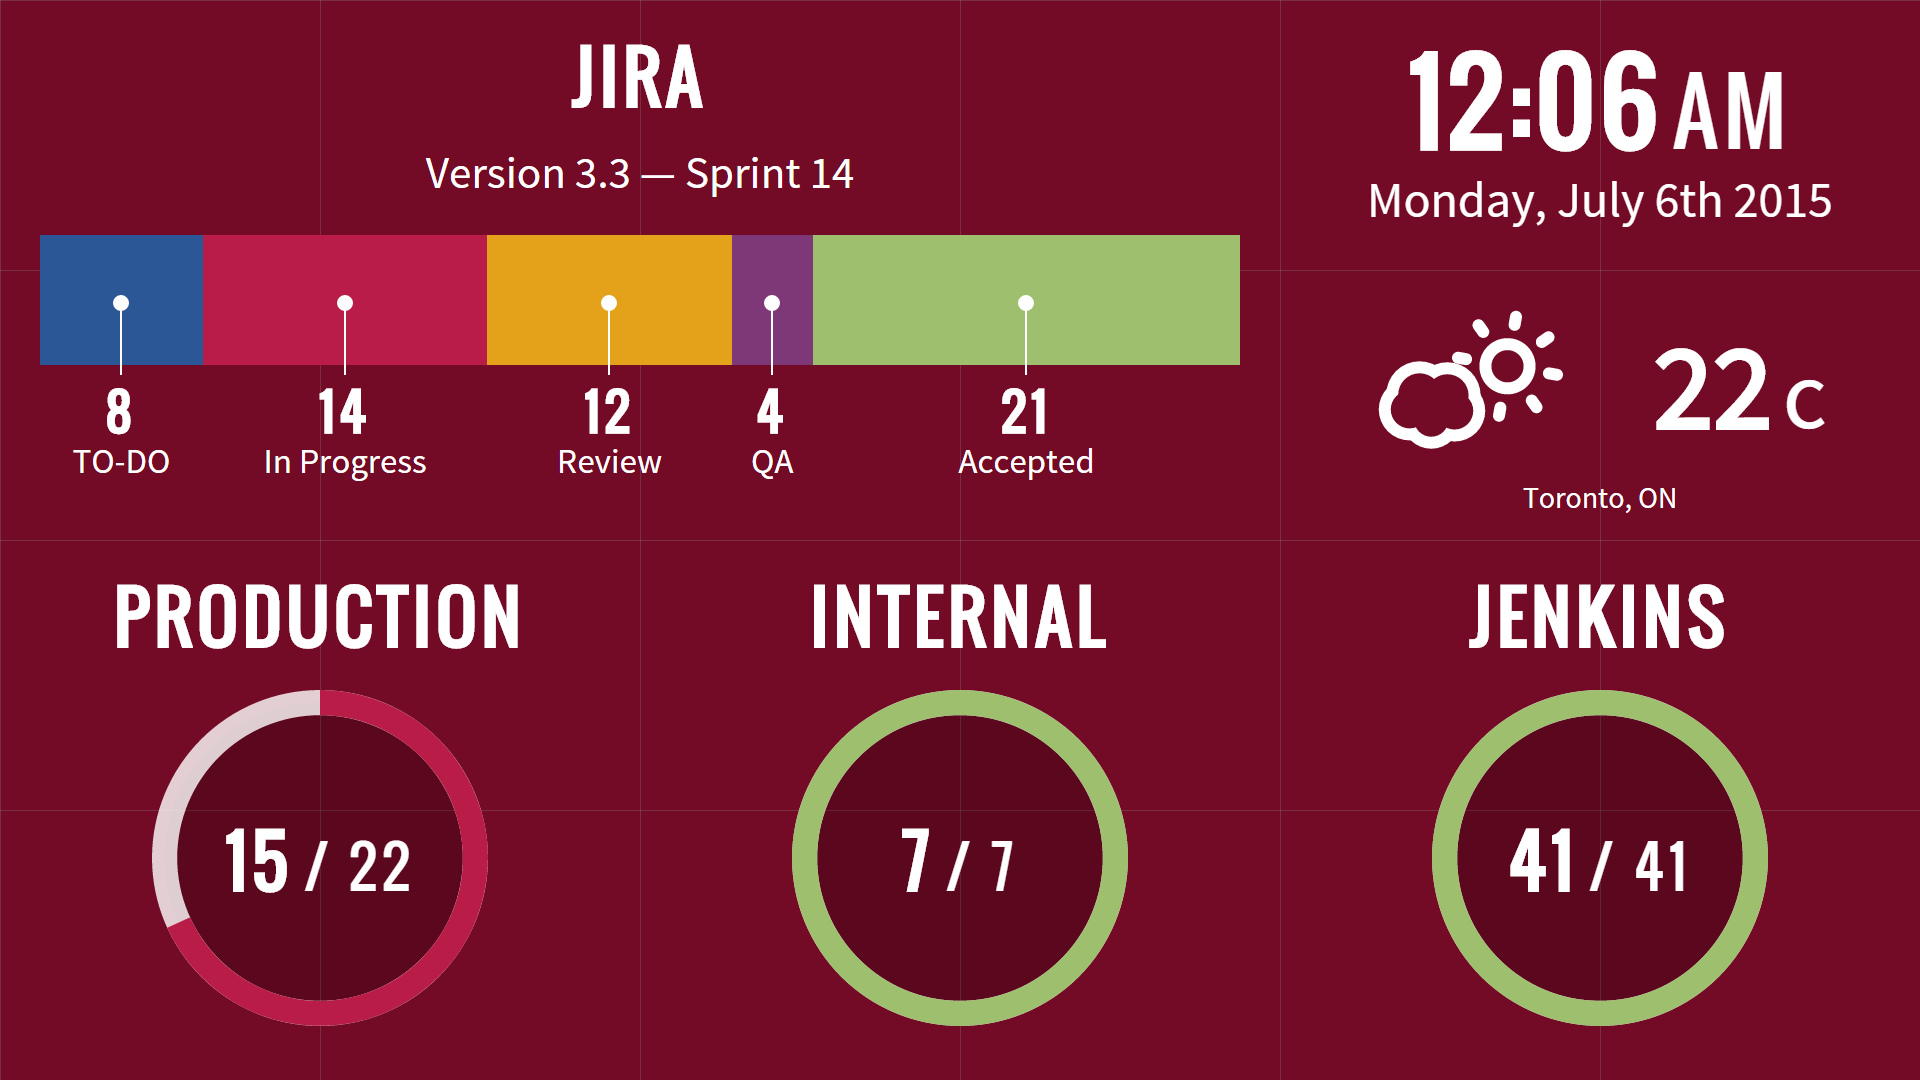 JIRA
Version 3.3 — Sprint 14
8
TO-DO
14
In Progress
12
Review
4
QA
21
Accepted
12:06 AM
Monday, July 6th 2015
22 C
Toronto, ON
PRODUCTION
15 / 22
INTERNAL
7 / 7
JENKINS
41 / 41